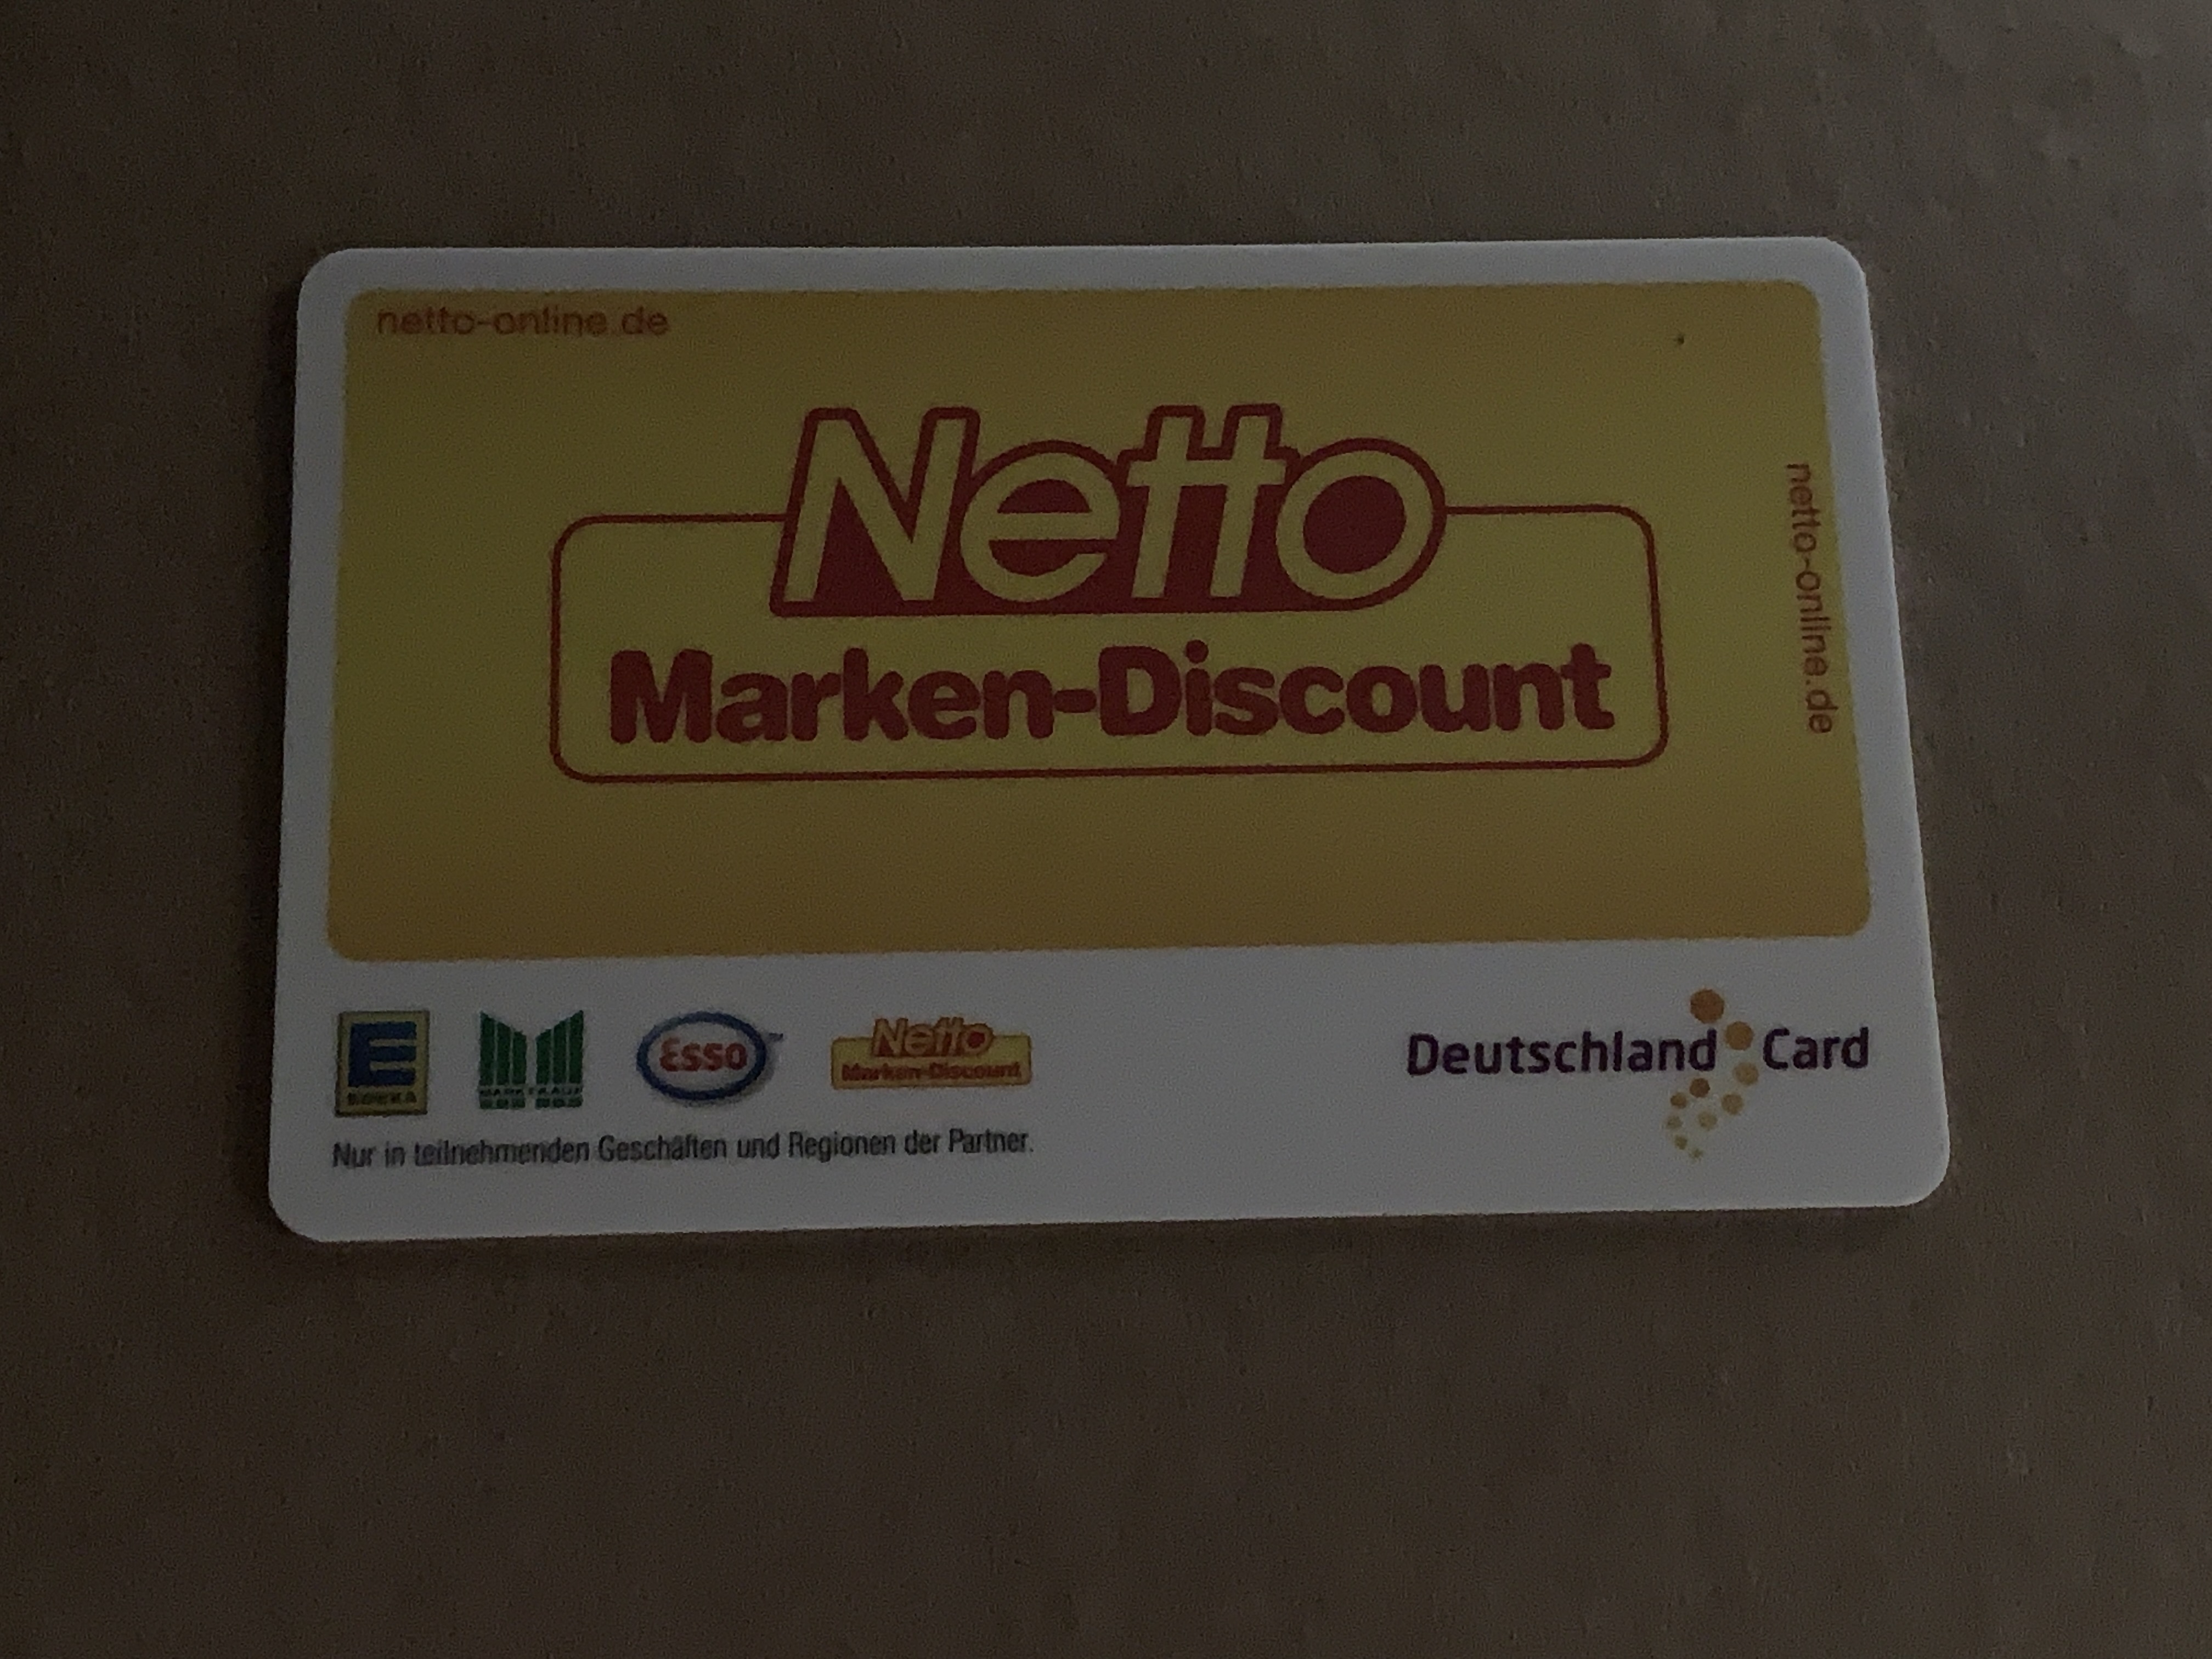 netto-online.de
Netto
Marken-Discount
netto-online.de
EDEKA
MARKTKAUF
Esso
Netto
Marken-Discount
Deutschland Card
Nur in teilnehmenden Geschäften und Regionen der Partner.